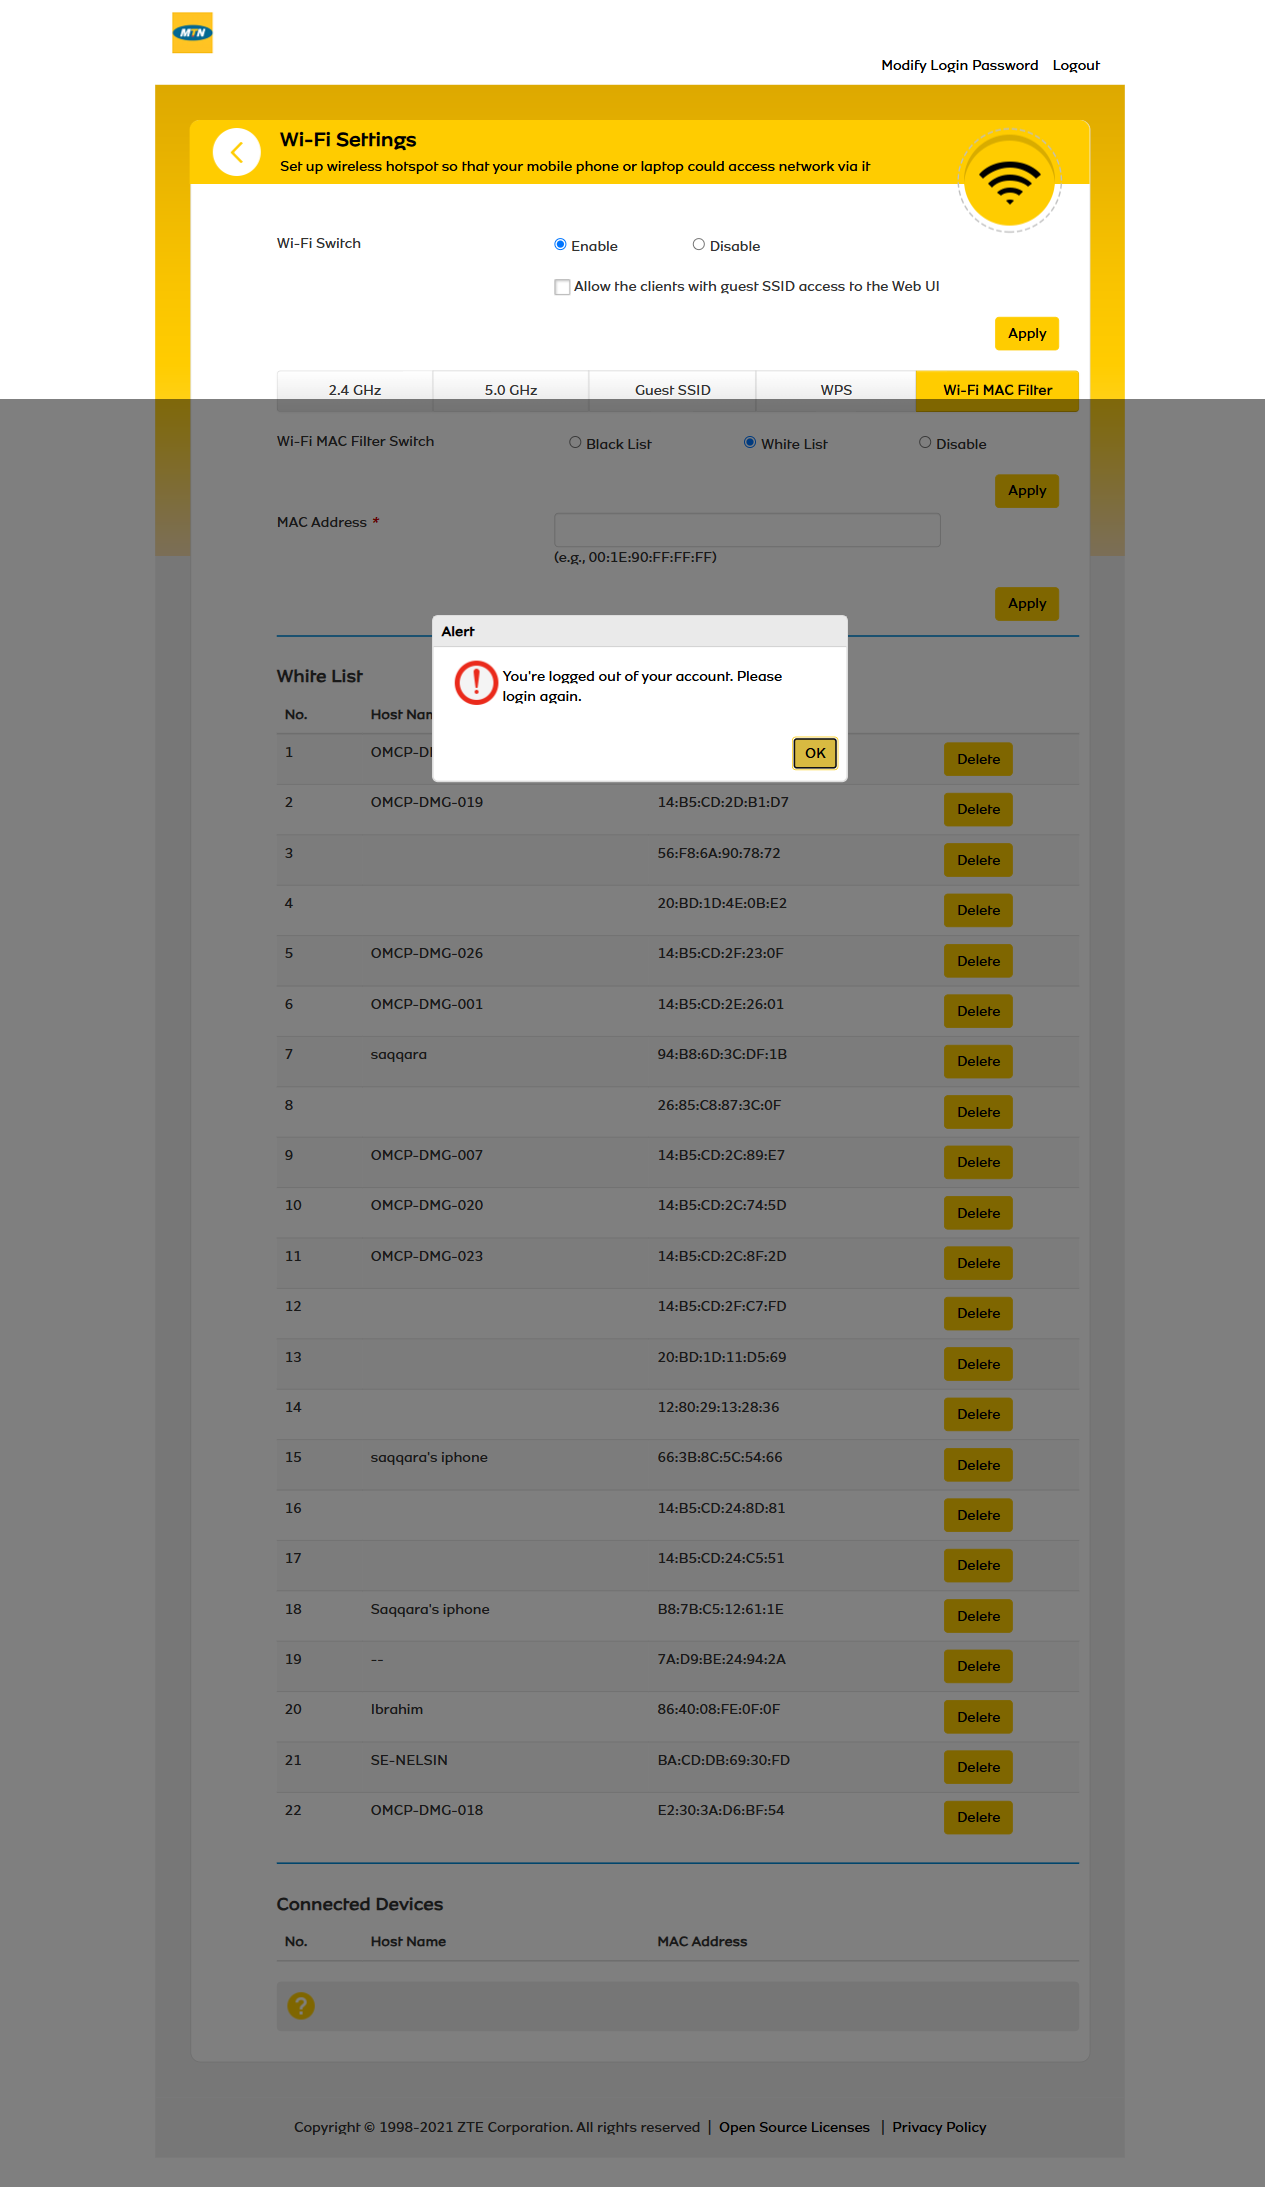 MTN
Modify Login Password Logout
Wi-Fi Settings
Set up wireless hotspot so that your mobile phone or laptop could access network via it
Wi-Fi Switch Enable Disable
Allow the clients with guest SSID access to the Web UI
Apply
2.4 GHz 5.0 GHz Guest SSID WPS Wi-Fi MAC Filter
Wi-Fi MAC Filter Switch Black List White List Disable
Apply
MAC Address *
(e.g., 00:1E:90:FF:FF:FF)
Apply
Alert
You're logged out of your account. Please
login again.
OK
White List
No. Host
1
2 OMCP-DMG-019 14:B5:CD:2D:B1:D7 Delete
3 56:F8:6A:90:78:72 Delete
4 20:BD:1D:4E:0B:E2 Delete
5 OMCP-DMG-026 14:B5:CD:2F:23:0F Delete
6 OMCP-DMG-001 14:B5:CD:2E:26:01 Delete
7 saqqara 94:B8:6D:3C:DF:1B Delete
8 26:85:C8:87:3C:0F Delete
9 OMCP-DMG-007 14:B5:CD:2C:89:E7 Delete
10 OMCP-DMG-020 14:B5:CD:2C:74:5D Delete
11 OMCP-DMG-023 14:B5:CD:2C:8F:2D Delete
12 14:B5:CD:2F:C7:FD Delete
13 20:BD:1D:11:D5:69 Delete
14 12:80:29:13:28:36 Delete
15 saqqara's iphone 66:3B:8C:5C:54:66 Delete
16 14:B5:CD:24:8D:81 Delete
17 14:B5:CD:24:C5:51 Delete
18 Saqqara's iphone B8:7B:C5:12:61:1E Delete
19 -- 7A:D9:BE:24:94:2A Delete
20 Ibrahim 86:40:08:FE:0F:0F Delete
21 SE-NELSIN BA:CD:DB:69:30:FD Delete
22 OMCP-DMG-018 E2:30:3A:D6:BF:54 Delete
Connected Devices
No. Host Name MAC Address
?
Copyright © 1998-2021 ZTE Corporation. All rights reserved | Open Source Licenses | Privacy Policy